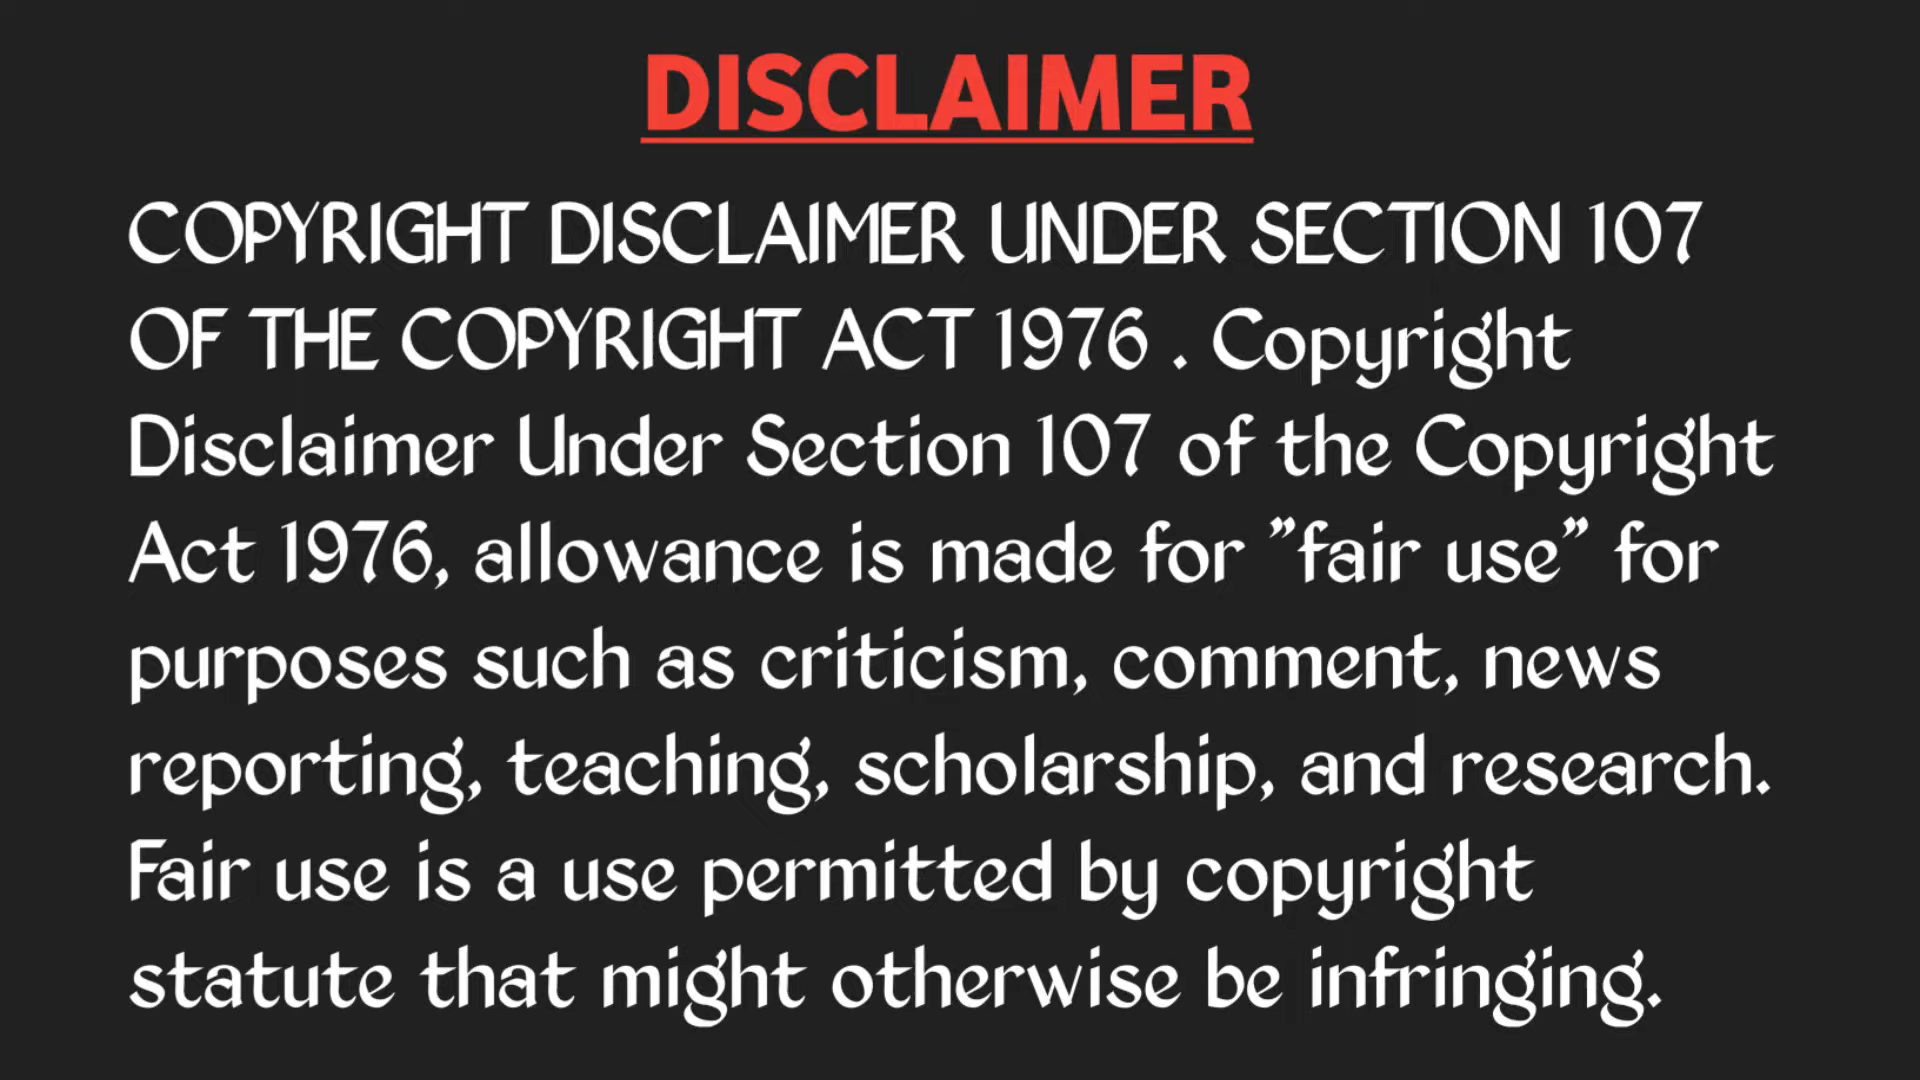 DISCLAIMER
COPYRIGHT DISCLAIMER UNDER SECTION 107
OF THE COPYRIGHT ACT 1976 . Copyright
Disclaimer Under Section 107 of the Copyright
Act 1976, allowance is made for ”fair use” for
purposes such as criticism, comment, news
reporting, teaching, scholarship, and research.
Fair use is a use permitted by copyright
statute that might otherwise be infringing.